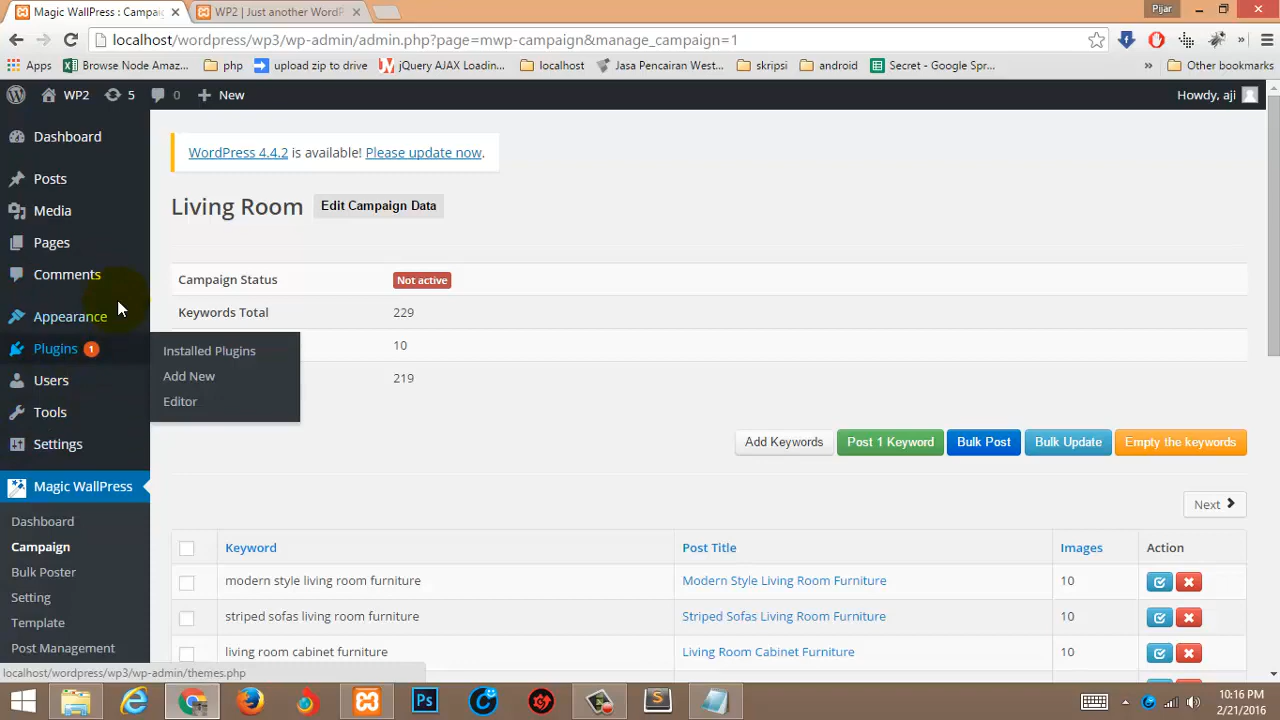 Magic WallPress : Campai
WP2 | Just another WordP
Pijar
localhost/wordpress/wp3/wp-admin/admin.php?page=mwp-campaign&manage_campaign=1
Apps
Browse Node Amaz...
php
upload zip to drive
jQuery AJAX Loadin...
localhost
Jasa Pencairan West...
skripsi
android
Secret - Google Spr...
»
Other bookmarks
WP2
5
0
New
Howdy, aji
Dashboard
Posts
Media
Pages
Comments
Appearance
Plugins 1
Users
Tools
Settings
Magic WallPress
Dashboard
Campaign
Bulk Poster
Setting
Template
Post Management
Installed Plugins
Add New
Editor
WordPress 4.4.2 is available! Please update now.
Living Room
Edit Campaign Data
Campaign Status
Not active
Keywords Total
229
10
219
Add Keywords
Post 1 Keyword
Bulk Post
Bulk Update
Empty the keywords
Next
Keyword
Post Title
Images
Action
modern style living room furniture
Modern Style Living Room Furniture
10
striped sofas living room furniture
Striped Sofas Living Room Furniture
10
living room cabinet furniture
Living Room Cabinet Furniture
10
localhost/wordpress/wp3/wp-admin/themes.php
Ps
S
10:16 PM
2/21/2016